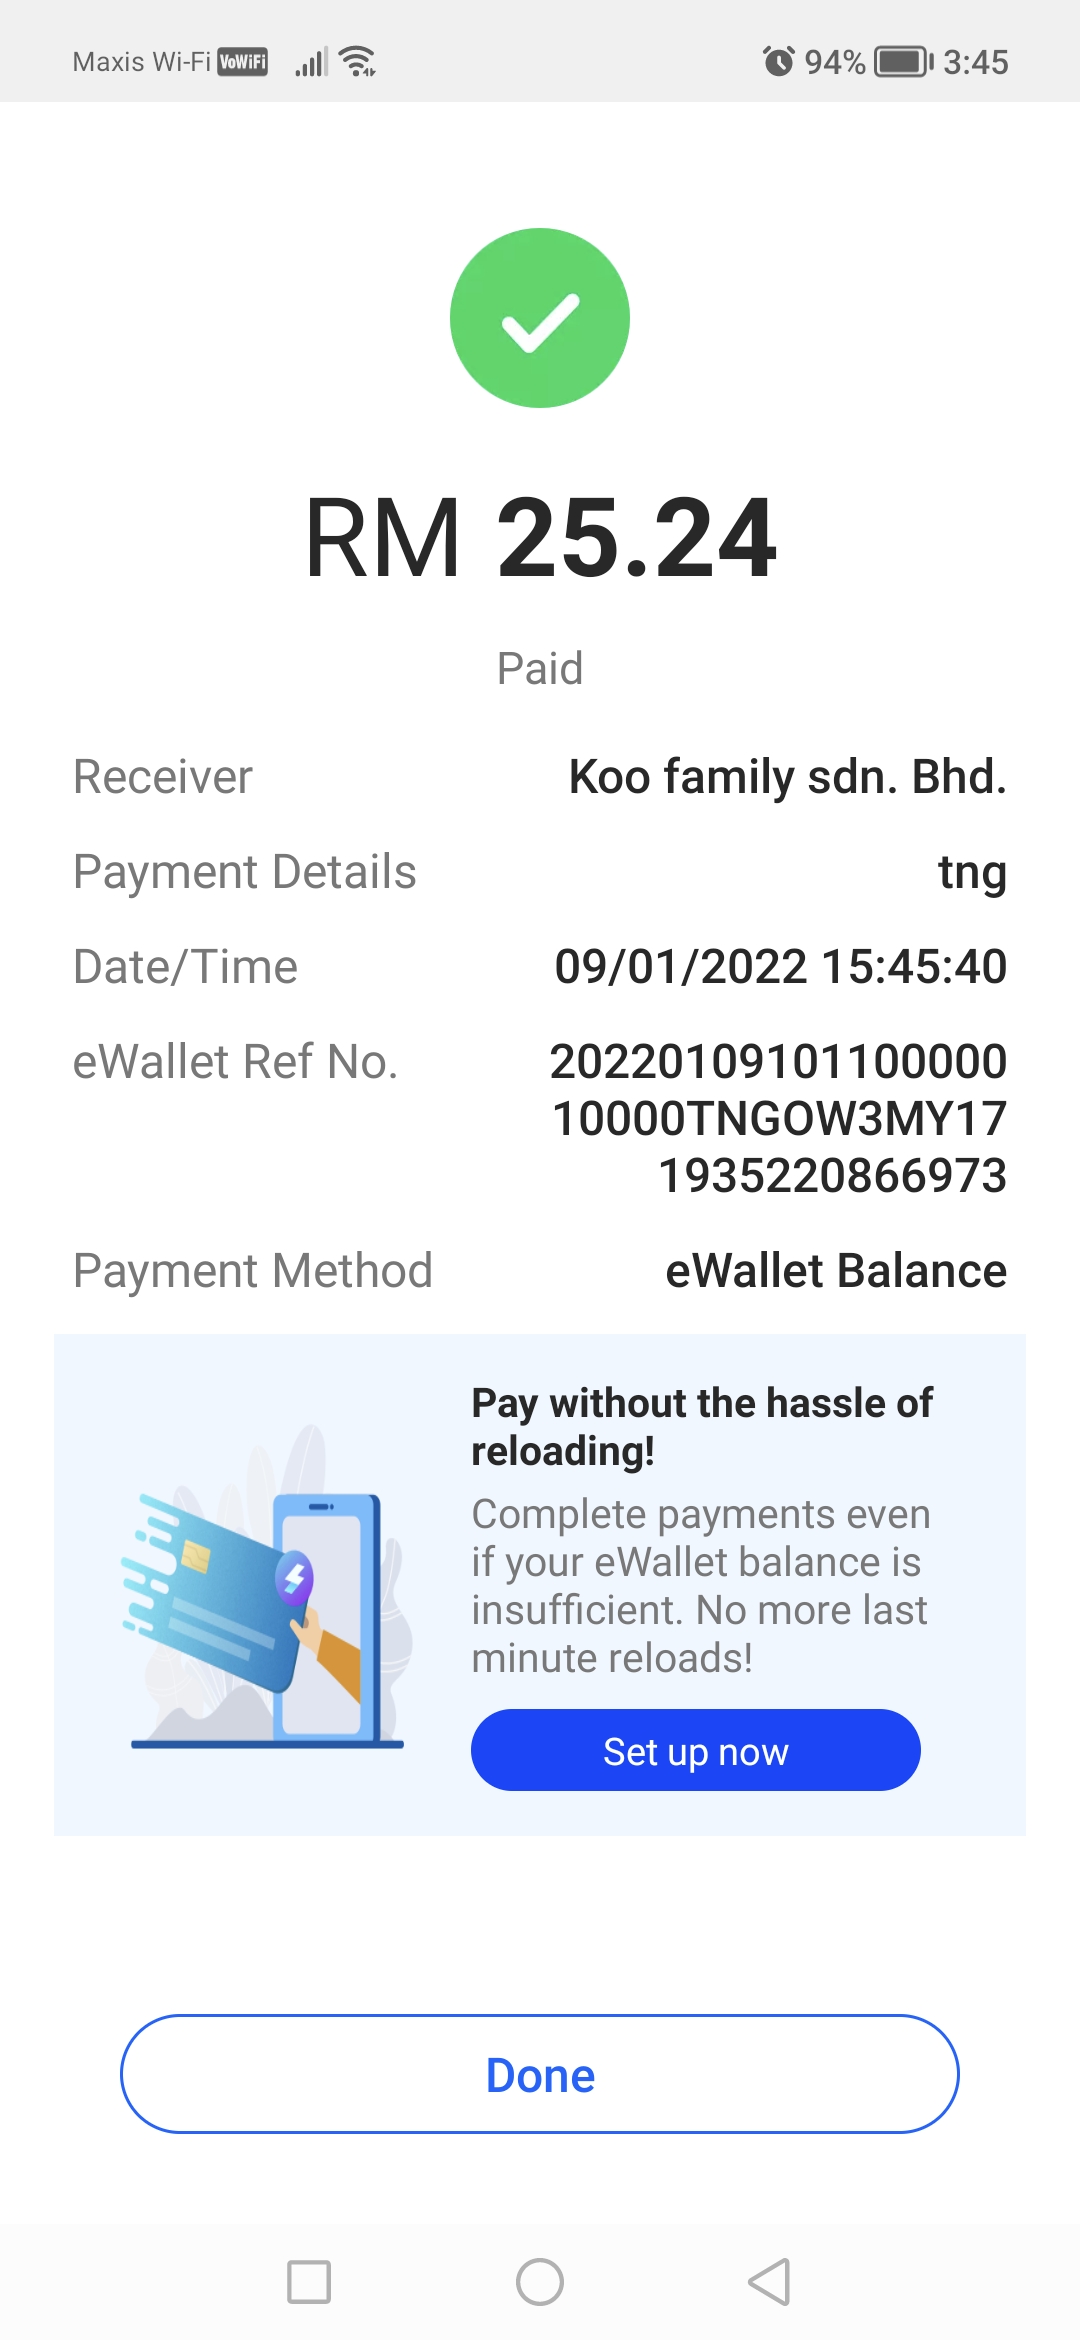 Maxis Wi-Fi VoWiFi 94% 3:45
RM 25.24
Paid
Receiver Koo family sdn. Bhd.
Payment Details tng
Date/Time 09/01/2022 15:45:40
eWallet Ref No. 20220109101100000
10000TNGOW3MY17
1935220866973
Payment Method eWallet Balance
Pay without the hassle of
reloading!
Complete payments even
if your eWallet balance is
insufficient. No more last
minute reloads!
Set up now
Done